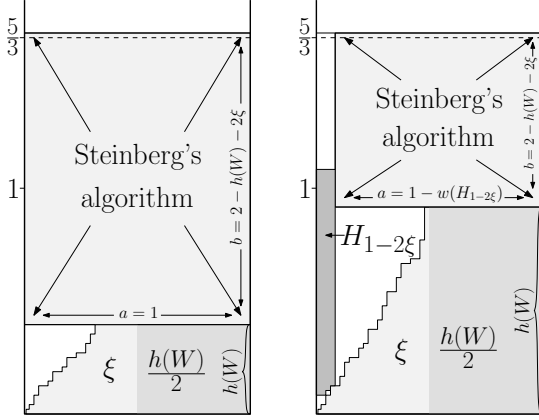 5
3
Steinberg's
algorithm
b = 2 − h(W) − 2ξ
1
a = 1
ξ
h(W)
2
h(W)
5
3
Steinberg's
algorithm
b = 2 − h(W) − 2ξ
1
a = 1 − w(H₁₋₂ξ)
H₁₋₂ξ
ξ
h(W)
2
h(W)